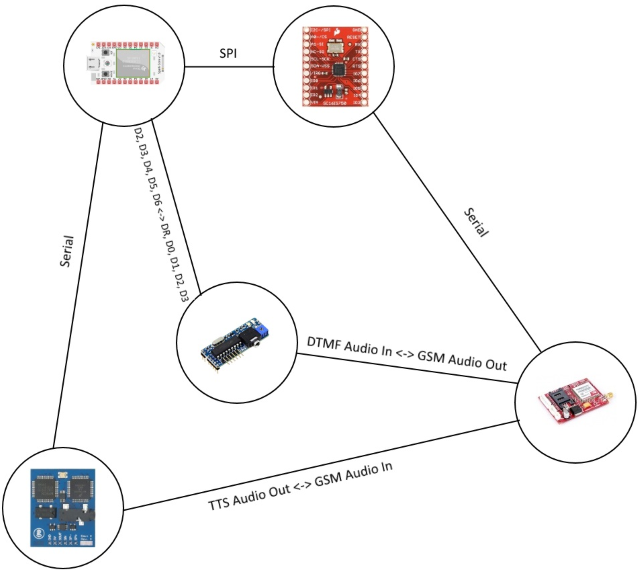 SPI
D2, D3, D4, D5, D6 <-> DR, D0, D1, D2, D3
Serial
Serial
DTMF Audio In <-> GSM Audio Out
TTS Audio Out <-> GSM Audio In